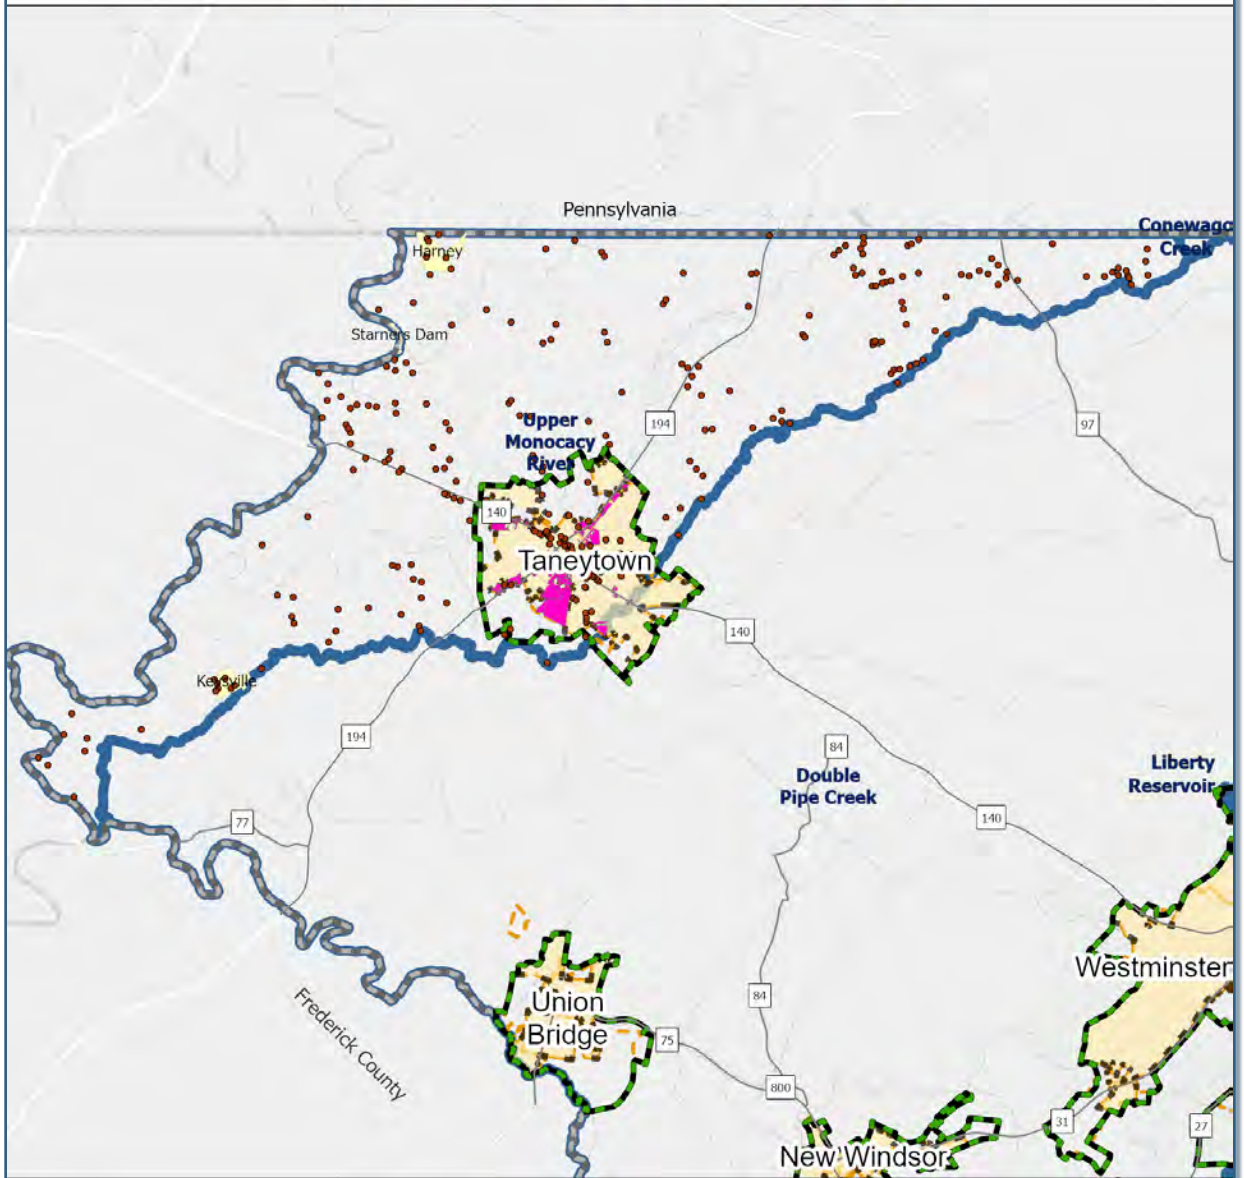 Pennsylvania
Conewago
Creek
Harney
Starners Dam
Upper
Monocacy
River
194
97
140
Taneytown
140
Keysville
194
84
Double
Pipe Creek
Liberty
Reservoir
140
77
Westminster
Union
Bridge
84
Frederick County
75
800
31
27
New Windsor